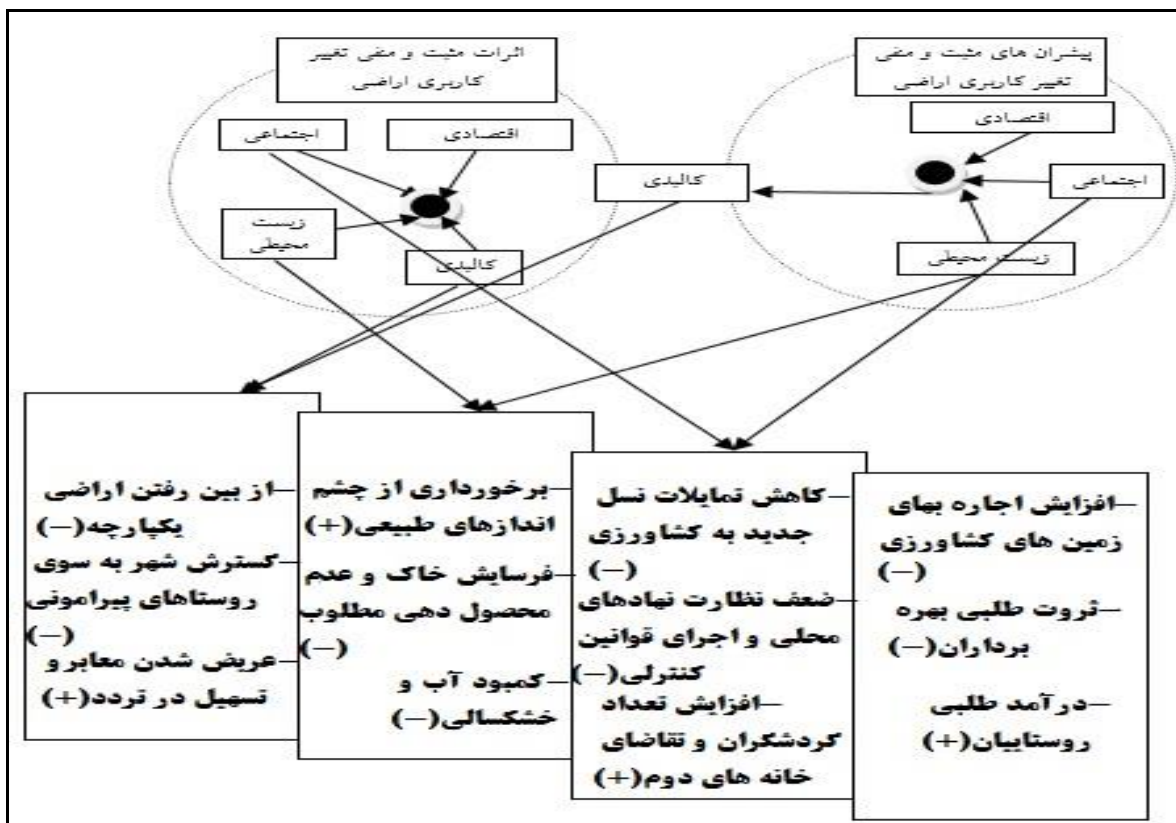 پیشران های مثبت و منفی
تغییر کاربری اراضی
اقتصادی
اجتماعی
زیست محیطی
کالبدی
اثرات مثبت و منفی تغییر
کاربری اراضی
اقتصادی
اجتماعی
زیست
محیطی
کالبدی
–افزایش اجاره بهای
زمین های کشاورزی
(–)
–ثروت طلبی بهره
برداران(–)
–درآمد طلبی
روستاییان(+)
–کاهش تمایلات نسل
جدید به کشاورزی
(–)
–ضعف نظارت نهادهای
محلی و اجرای قوانین
کنترلی(–)
–افزایش تعداد
گردشگران و تقاضای
خانه های دوم(+)
–برخورداری از چشم
اندازهای طبیعی(+)
–فرسایش خاک و عدم
محصول دهی مطلوب
(–)
–کمبود آب و
خشکسالی(–)
–از بین رفتن اراضی
یکپارچه(–)
–گسترش شهر به سوی
روستاهای پیرامونی
(–)
–عریض شدن معابر و
تسهیل در تردد(+)